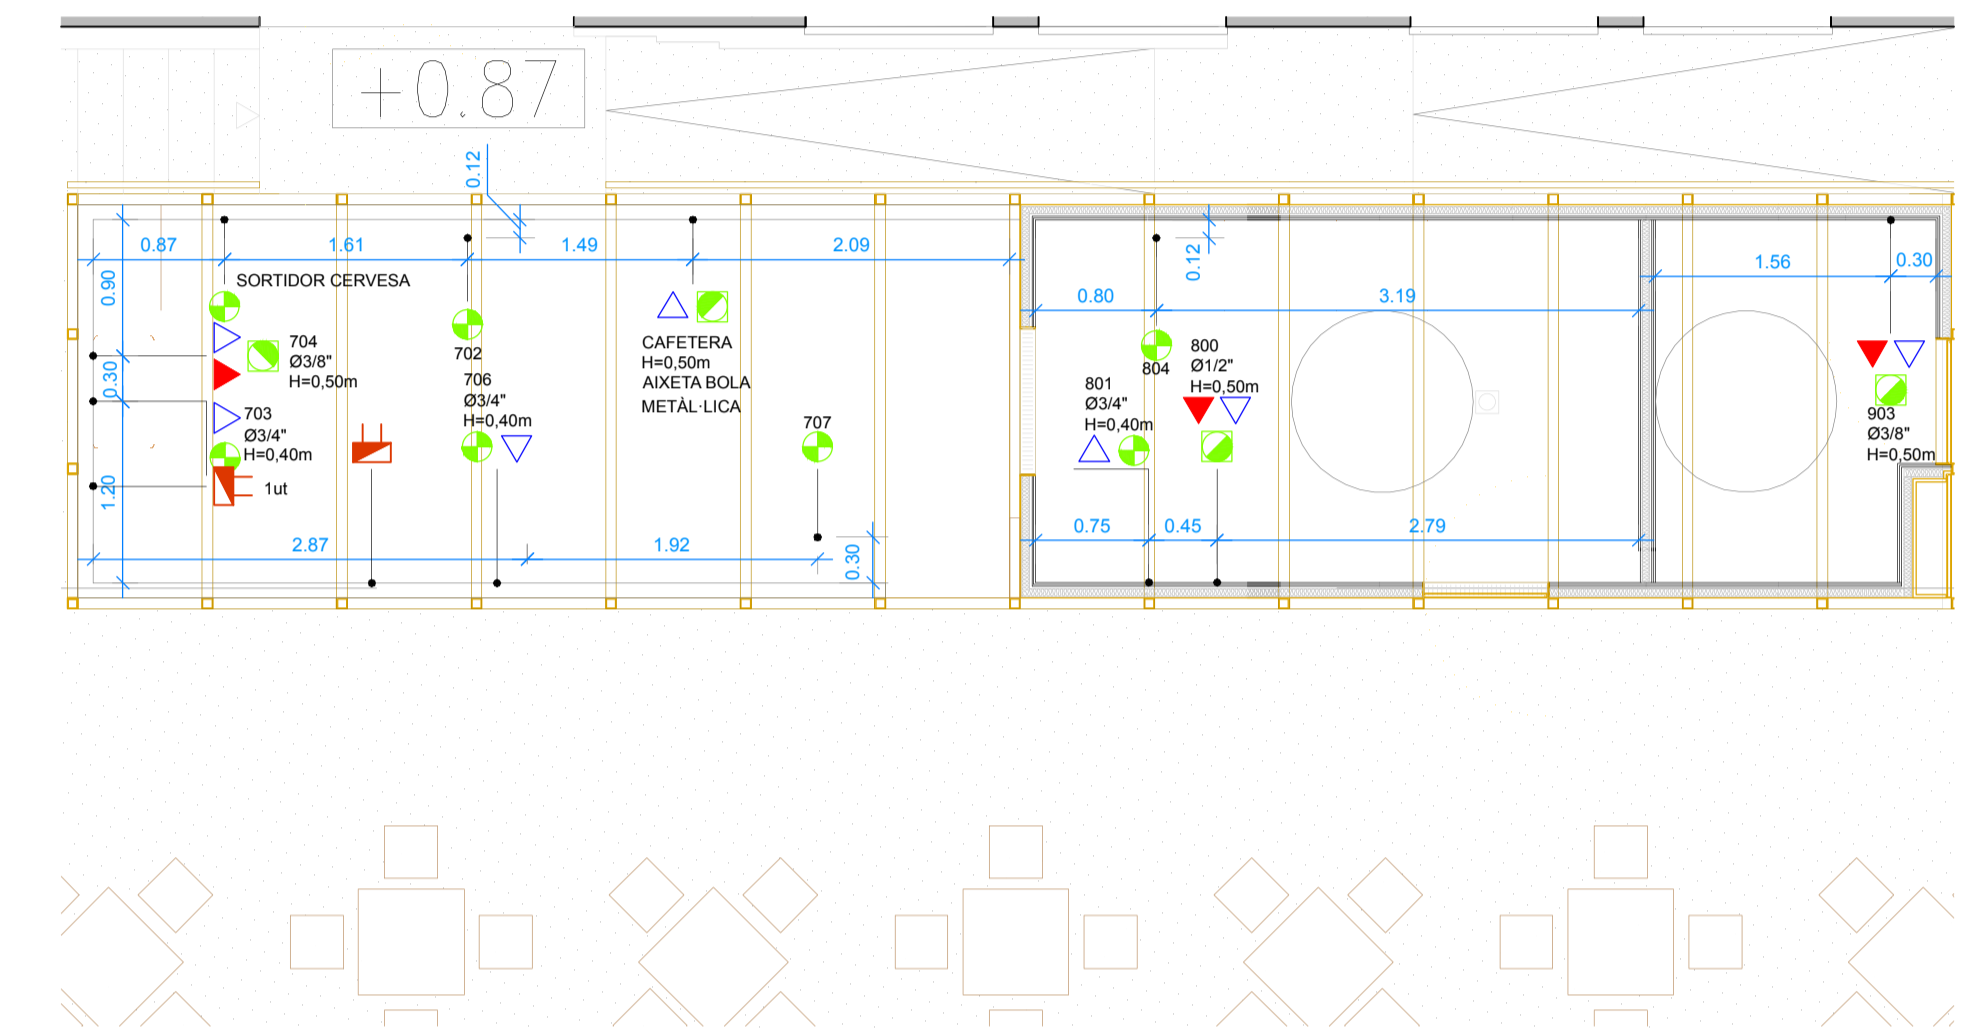 +0.87
0.12
0.87
1.61
1.49
2.09
0.90
SORTIDOR CERVESA
0.12
1.56
0.30
0.80
3.19
704
Ø3/8"
H=0,50m
0.30
702
706
Ø3/4"
H=0,40m
CAFETERA
H=0,50m
AIXETA BOLA
METÀL·LICA
703
Ø3/4"
H=0,40m
707
1ut
1.20
804
800
Ø1/2"
H=0,50m
801
Ø3/4"
H=0,40m
903
Ø3/8"
H=0,50m
2.87
1.92
0.30
0.75
0.45
2.79